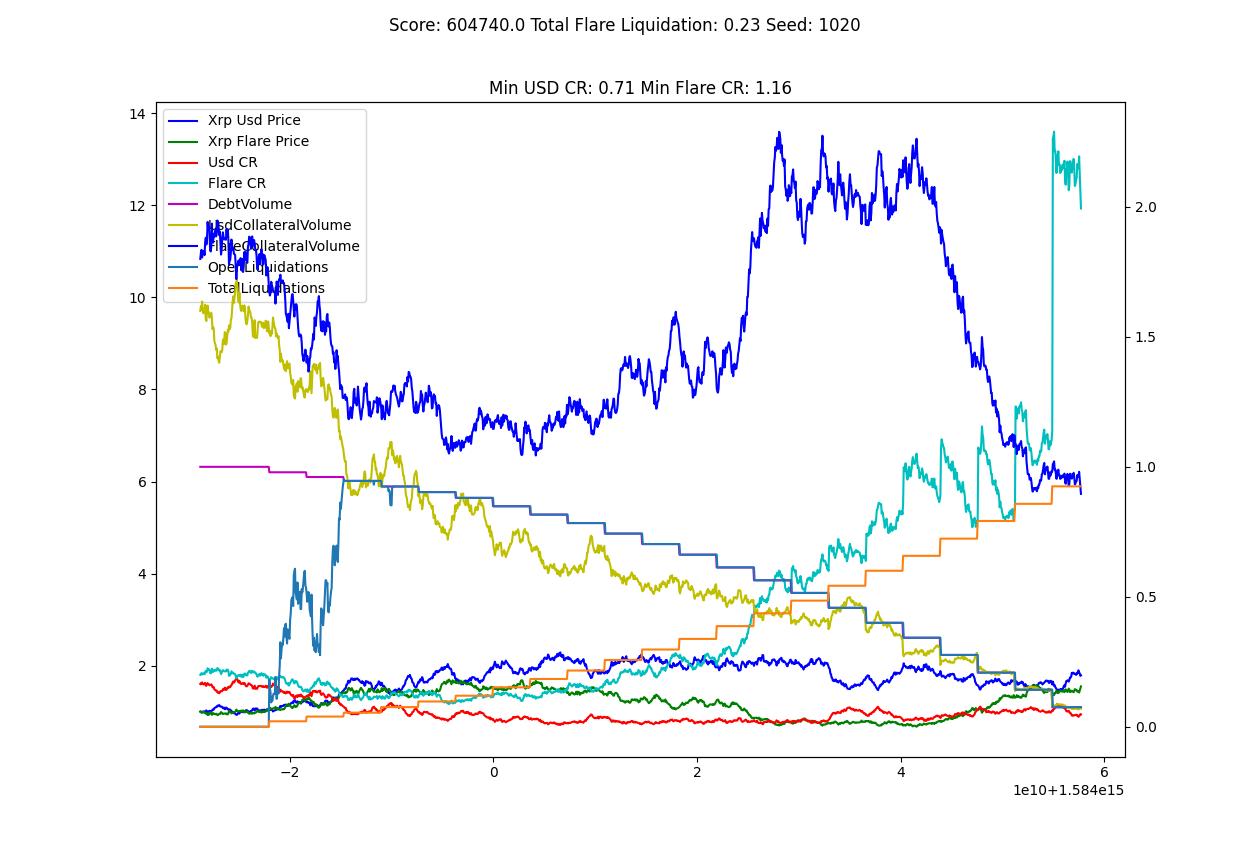 Score: 604740.0 Total Flare Liquidation: 0.23 Seed: 1020
Min USD CR: 0.71 Min Flare CR: 1.16
Xrp Usd Price
Xrp Flare Price
Usd CR
Flare CR
DebtVolume
UsdCollateralVolume
FlareCollateralVolume
OpenLiquidations
TotalLiquidations
14
12
10
8
6
4
2
2.0
1.5
1.0
0.5
0.0
−2
0
2
4
6
1e10+1.584e15